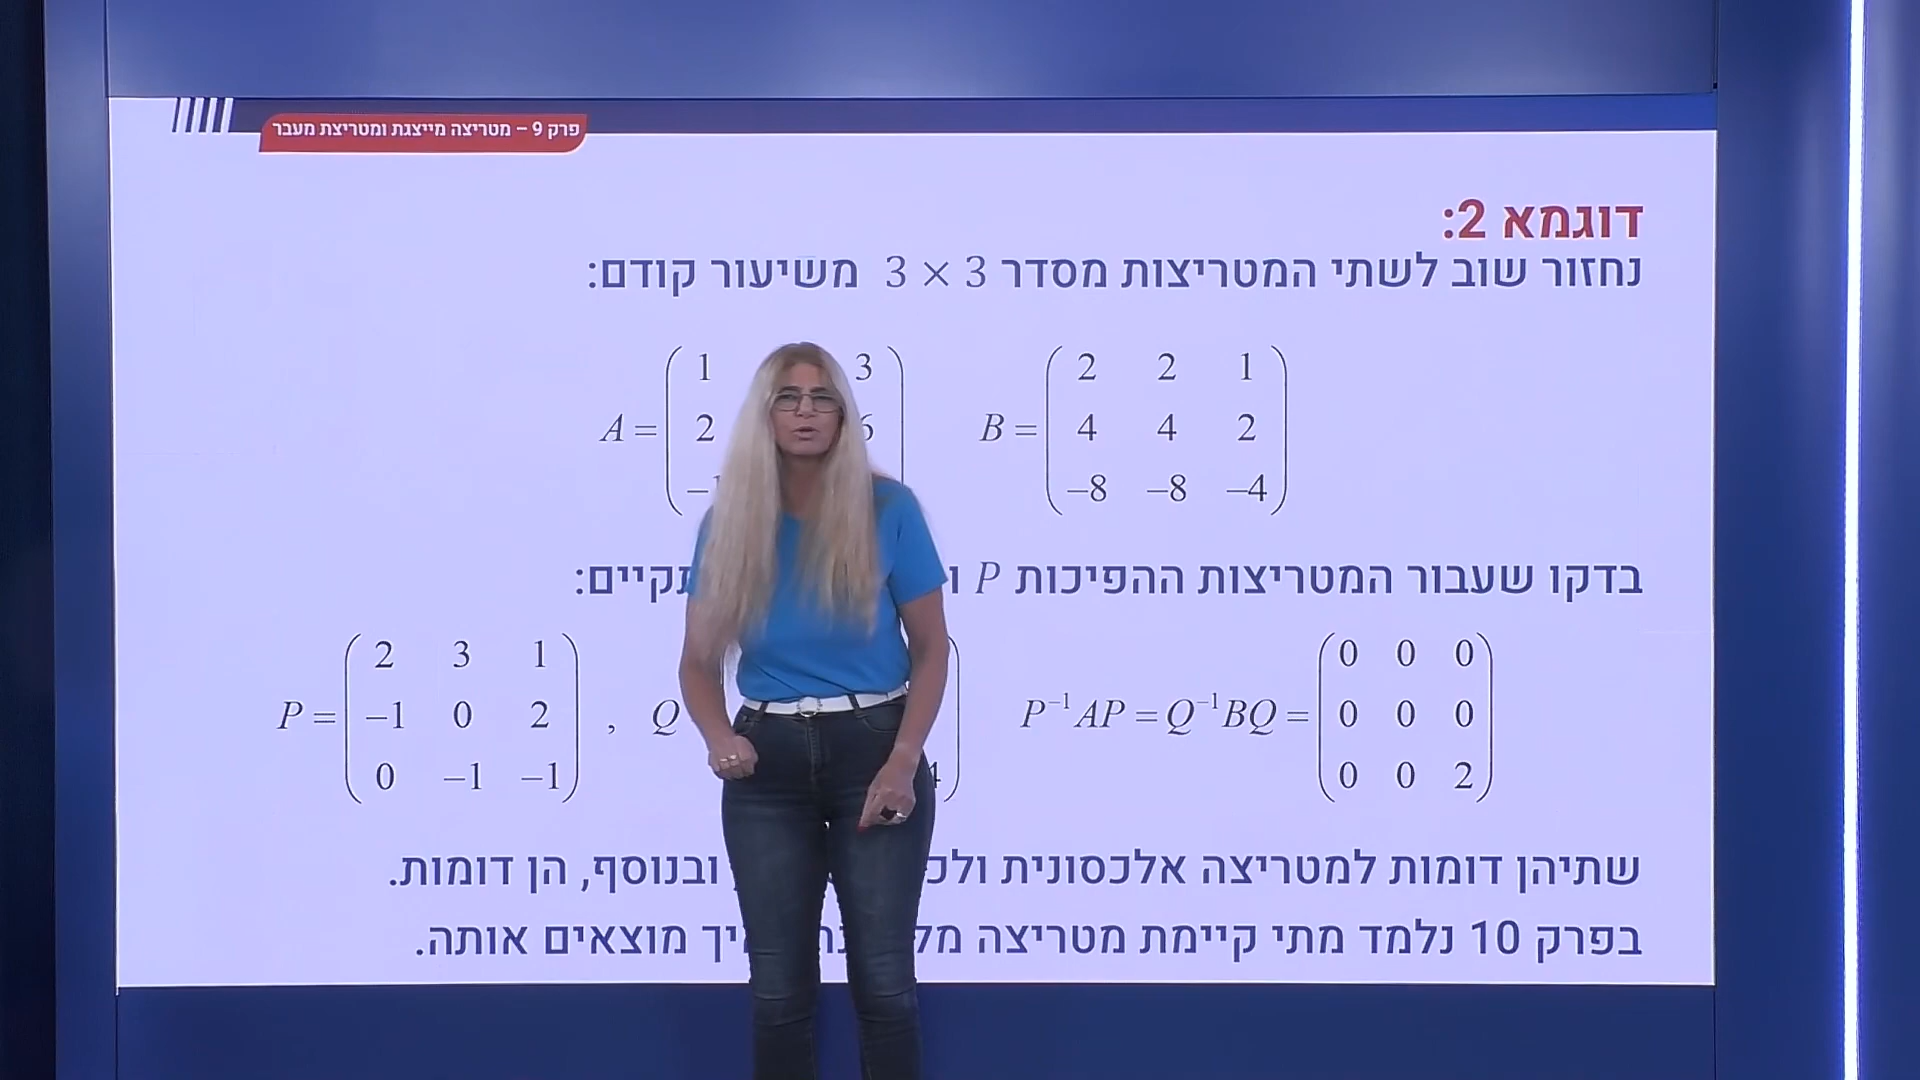 פרק 9 – מטריצה מייצגת ומטריצת מעבר
דוגמא 2:
נחזור שוב לשתי המטריצות מסדר 3 × 3 משיעור קודם:
A = ( 1 3 B = ( 2 2 1 )
2 6 4 4 2
–1 –8 –8 –4
בדקו שעבור המטריצות ההפיכות P ו
P = ( 2 3 1 ) , Q P⁻¹AP = Q⁻¹BQ = ( 0 0 0 )
–1 0 2 0 0 0
0 –1 –1 4 0 0 2
שתיהן דומות למטריצה אלכסונית ובנוסף, הן דומות.
בפרק 10 נלמד מתי קיימת מטריצה מוצאים אותה.